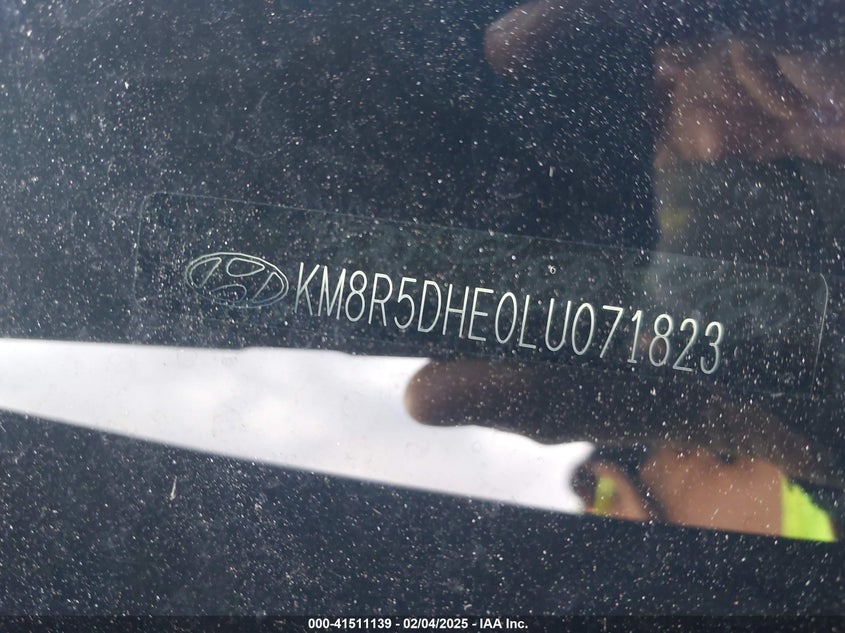 KM8R5DHE0LU071823
000-41511139 – 02/04/2025 – IAA Inc.